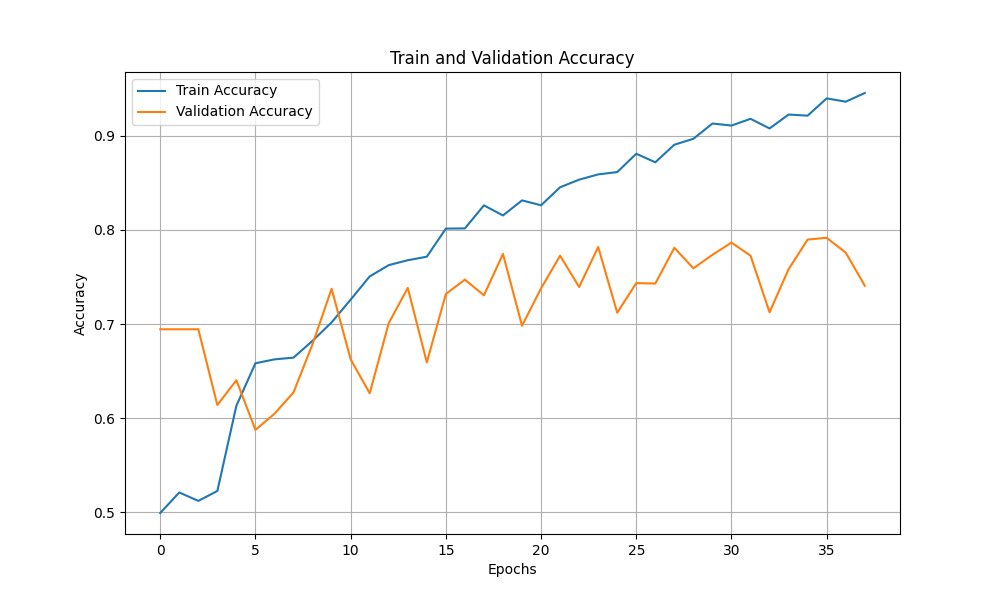 Train and Validation Accuracy
Train Accuracy
Validation Accuracy
Accuracy
0.9
0.8
0.7
0.6
0.5
0 5 10 15 20 25 30 35
Epochs